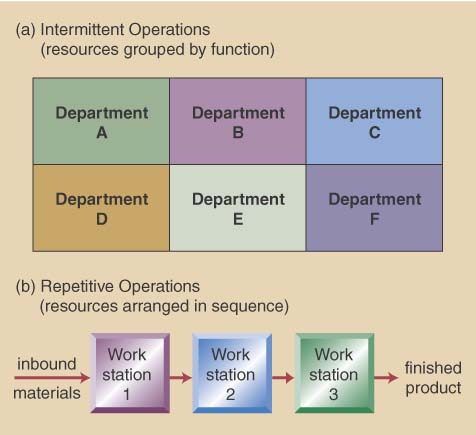 (a) Intermittent Operations
(resources grouped by function)
Department
A
Department
B
Department
C
Department
D
Department
E
Department
F
(b) Repetitive Operations
(resources arranged in sequence)
inbound
materials
Work
station
1
Work
station
2
Work
station
3
finished
product